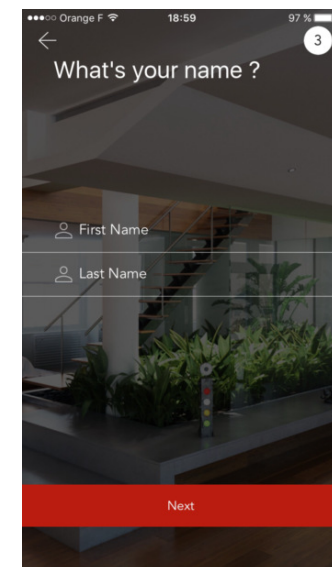 Orange F 18:59 97 %
3
What's your name ?
First Name
Last Name
Next